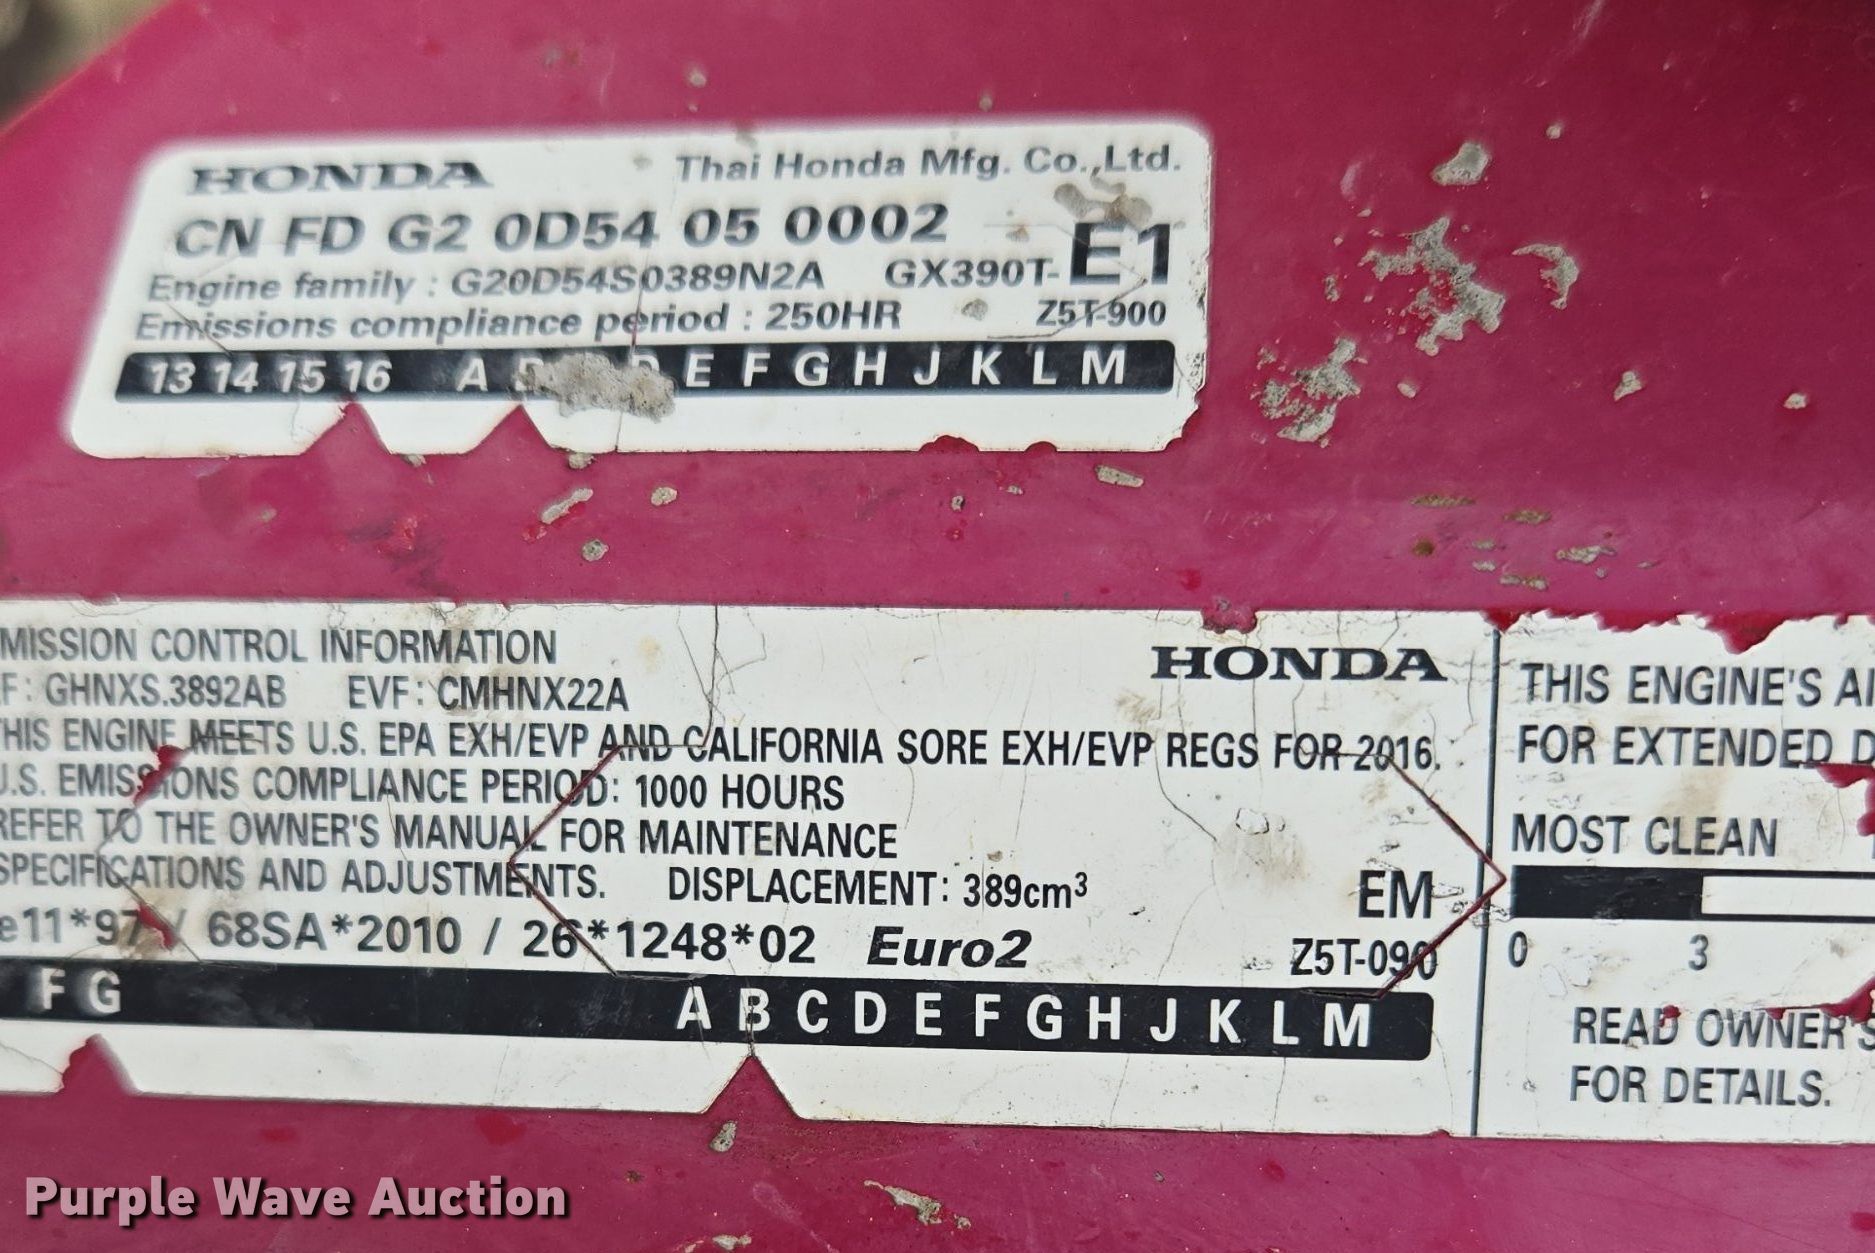 HONDA Thai Honda Mfg. Co.,Ltd.
CN FD G2 0D54 05 0002
Engine family : G20D54S0389N2A GX390T-E1
Emissions compliance period : 250HR Z5T-900
13 14 15 16 A D E F G H J K L M
MISSION CONTROL INFORMATION
F: GHNXS.3892AB EVF: CMHNX22A
HONDA
THIS ENGINE MEETS U.S. EPA EXH/EVP AND CALIFORNIA SORE EXH/EVP REGS FOR 2016.
U.S. EMISSIONS COMPLIANCE PERIOD: 1000 HOURS
REFER TO THE OWNER'S MANUAL FOR MAINTENANCE
SPECIFICATIONS AND ADJUSTMENTS. DISPLACEMENT: 389cm³
EM
e11*97 / 68SA*2010 / 26*1248*02 Euro2 Z5T-090
F G A B C D E F G H J K L M
THIS ENGINE'S AI
FOR EXTENDED D
MOST CLEAN
0 3
READ OWNER'S
FOR DETAILS.
Purple Wave Auction